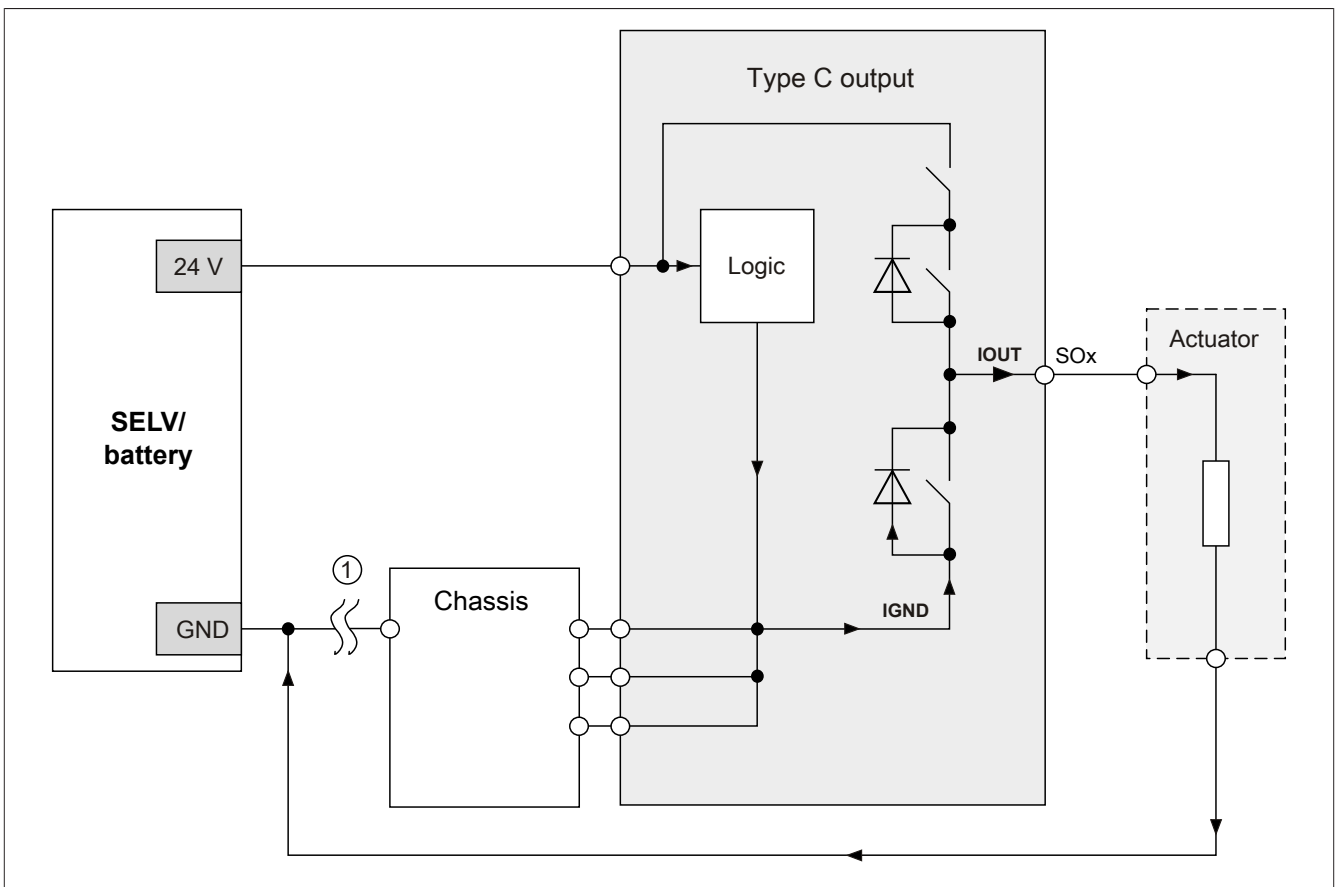 Type C output
24 V
Logic
SELV/
battery
IOUT
SOx
Actuator
①
Chassis
GND
IGND